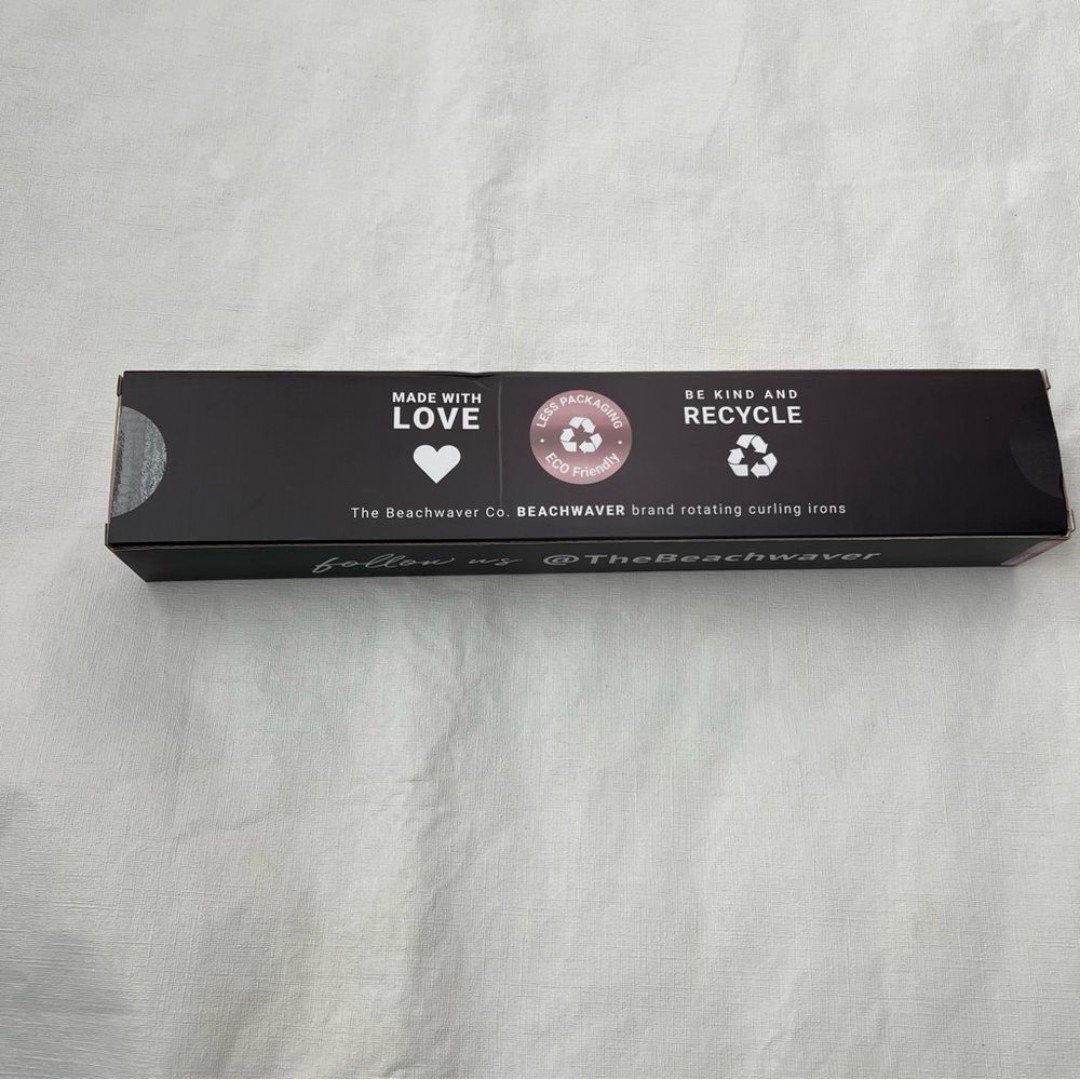 MADE WITH
LOVE
LESS PACKAGING
ECO Friendly
BE KIND AND
RECYCLE
The Beachwaver Co. BEACHWAVER brand rotating curling irons
follow us @TheBeachwaver